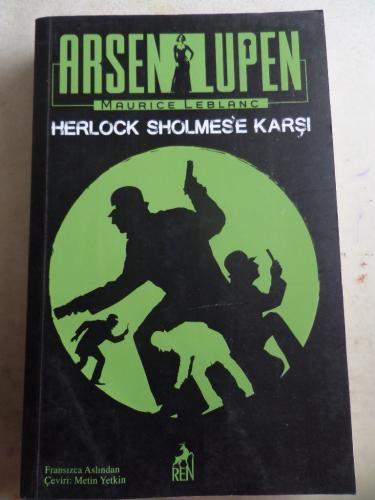 ARSEN LUPEN
MAURICE LEBLANC
HERLOCK SHOLMES'E KARŞI
Fransızca Aslından
Çeviri: Metin Yetkin
REN